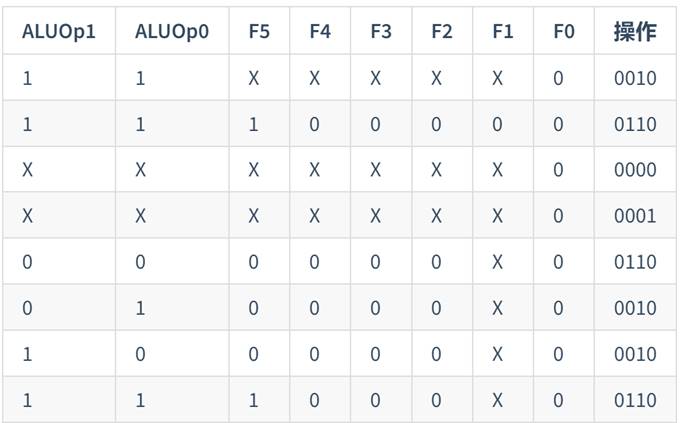 ALUOp1 ALUOp0 F5 F4 F3 F2 F1 F0 操作
1 1 X X X X X 0 0010
1 1 1 0 0 0 0 0 0110
X X X X X X X 0 0000
X X X X X X X 0 0001
0 0 0 0 0 0 X 0 0110
0 1 0 0 0 0 X 0 0010
1 0 0 0 0 0 X 0 0010
1 1 1 0 0 0 X 0 0110